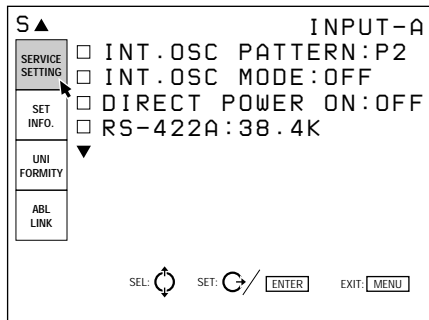 S▲ INPUT-A
SERVICE
SETTING
SET
INFO.
UNI
FORMITY
ABL
LINK
□ INT.OSC PATTERN:P2
□ INT.OSC MODE:OFF
□ DIRECT POWER ON:OFF
□ RS-422A:38.4K
▼
SEL: SET: / ENTER EXIT: MENU